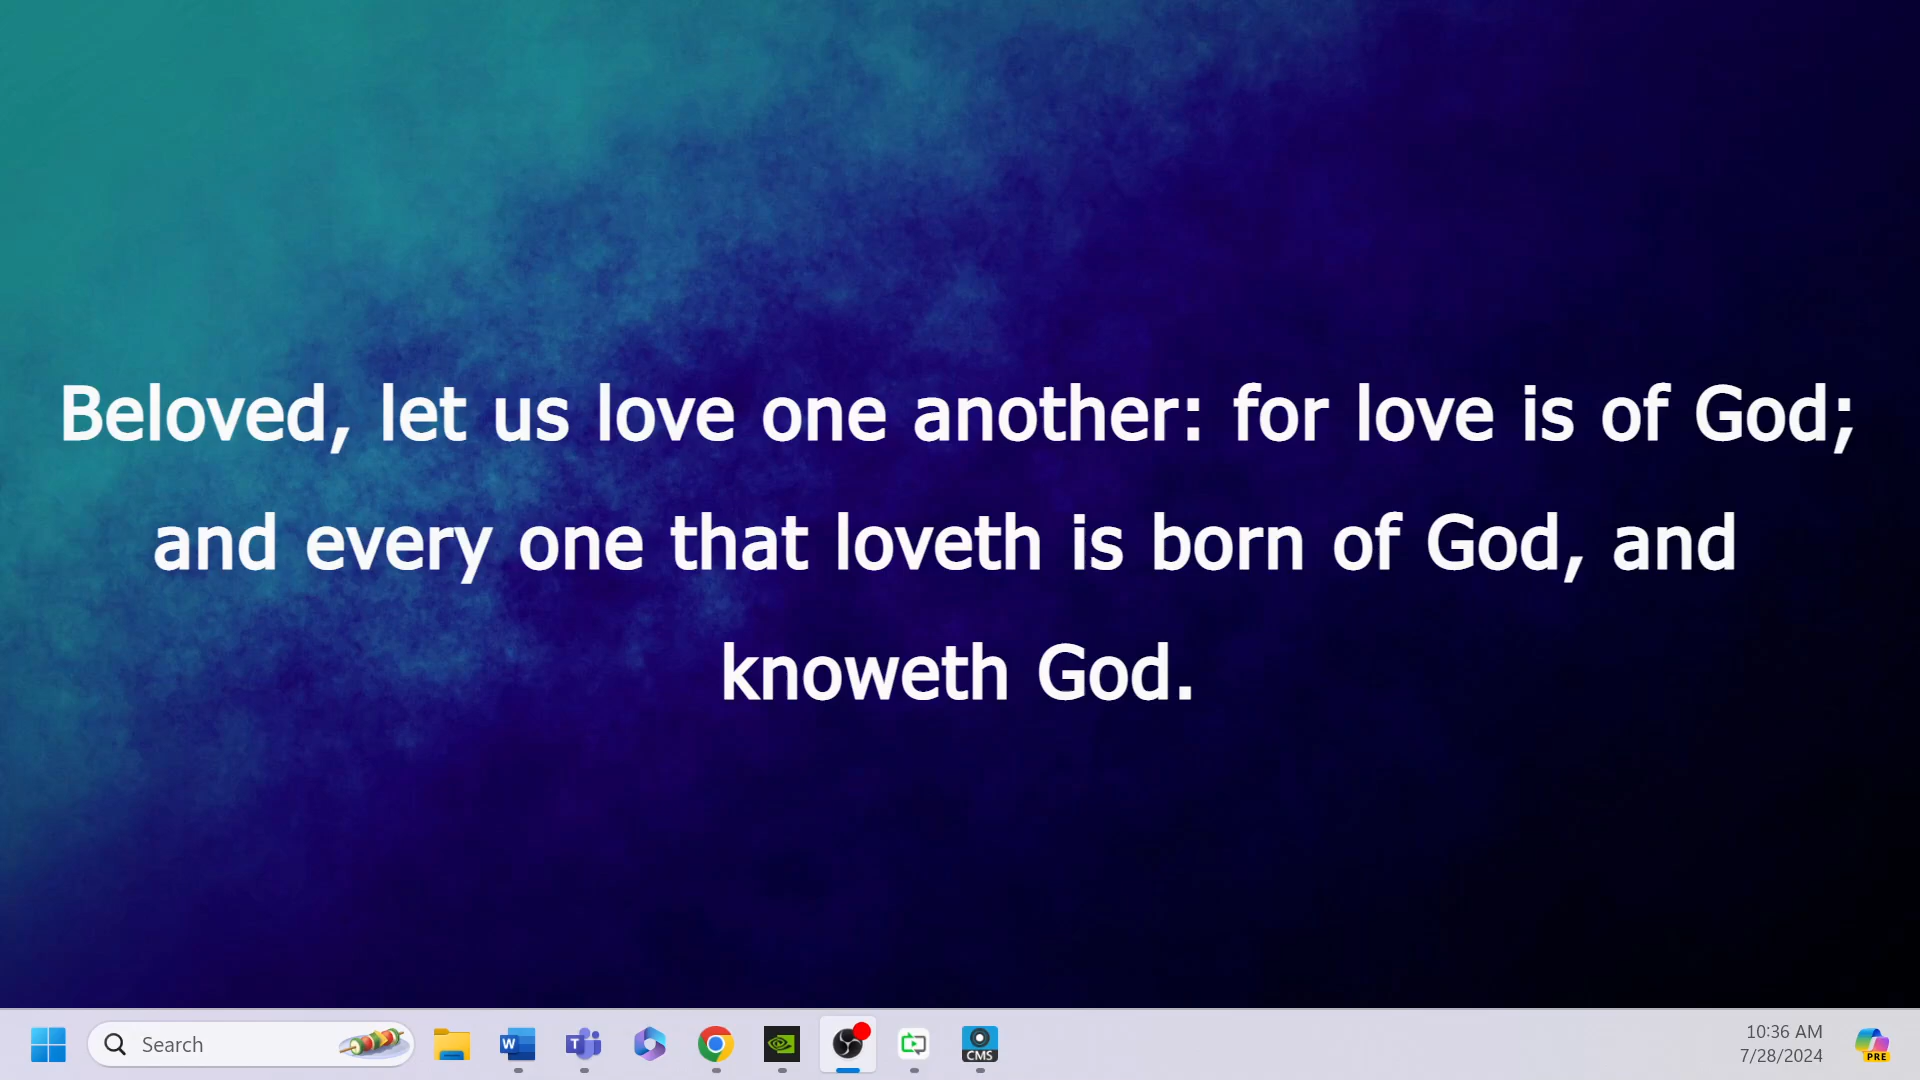 Beloved, let us love one another: for love is of God;
and every one that loveth is born of God, and
knoweth God.
Search
W
T
CMS
10:36 AM
7/28/2024
PRE